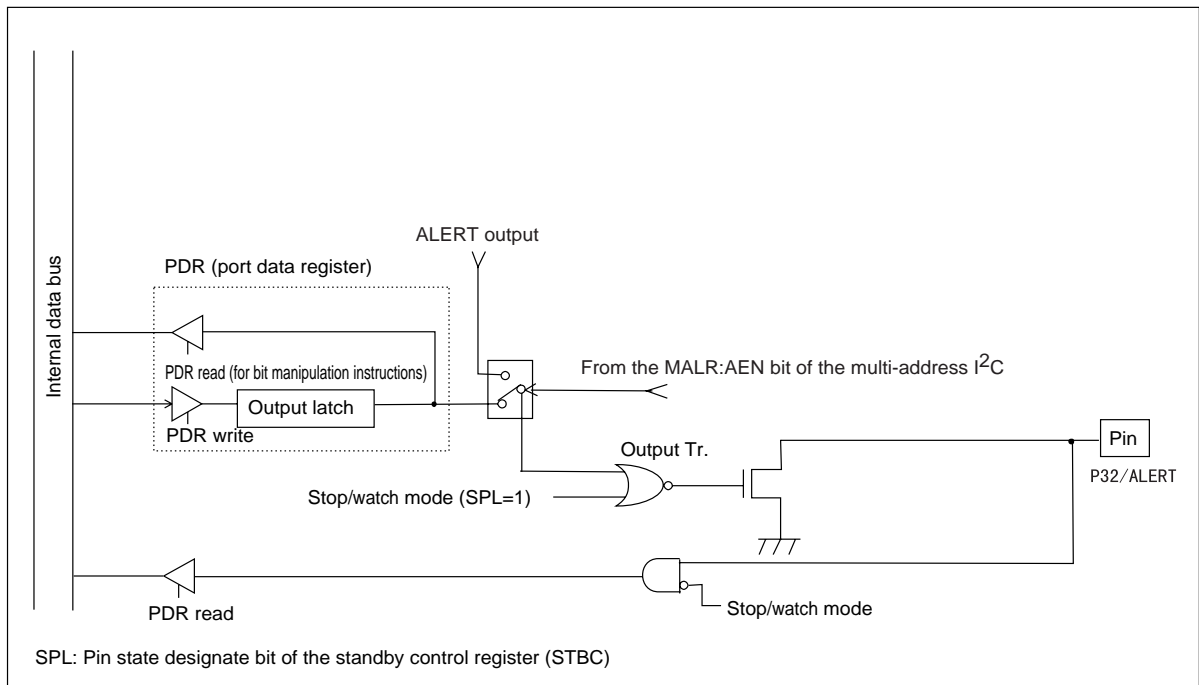 ALERT output
PDR (port data register)
Internal data bus
PDR read (for bit manipulation instructions)
From the MALR:AEN bit of the multi-address I²C
Output latch
PDR write
Output Tr.
Pin
P32/ALERT
Stop/watch mode (SPL=1)
PDR read
Stop/watch mode
SPL: Pin state designate bit of the standby control register (STBC)